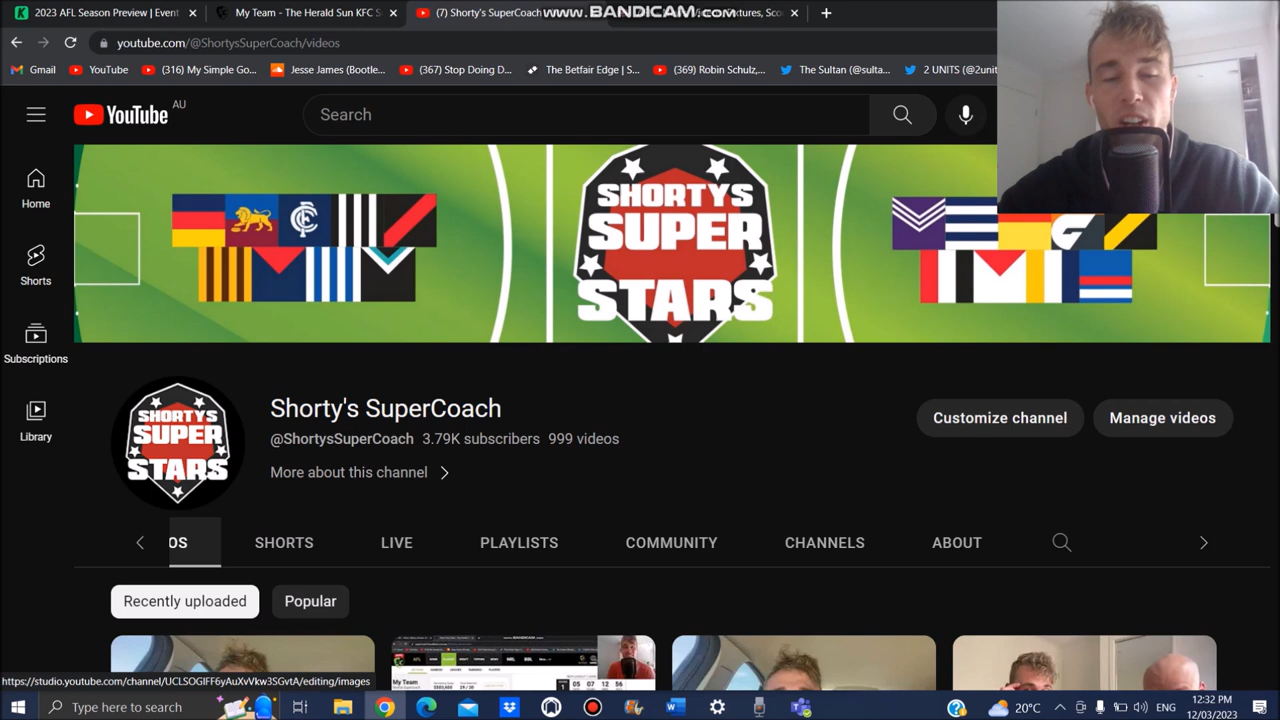 2023 AFL Season Preview | Event
My Team - The Herald Sun KFC S
(7) Shorty's SuperCoach
www.BANDICAM.com
youtube.com/@ShortysSuperCoach/videos
Gmail
YouTube
(316) My Simple Go...
Jesse James (Bootle...
(367) Stop Doing D...
The Betfair Edge | S...
(369) Robin Schulz,...
The Sultan (@sulta...
2 UNITS (@2unit
YouTube AU
Search
SHORTYS
SUPER
STARS
Home
Shorts
Subscriptions
Library
SHORTYS
SUPER
STARS
Shorty's SuperCoach
@ShortysSuperCoach 3.79K subscribers 999 videos
More about this channel
Customize channel
Manage videos
OS
SHORTS
LIVE
PLAYLISTS
COMMUNITY
CHANNELS
ABOUT
Recently uploaded
Popular
My Team
https://studio.youtube.com/channel/UCLSOGIFF6yAuXvVkw3SGvtA/editing/images
Type here to search
20°C
ENG
12:32 PM
12/03/2023